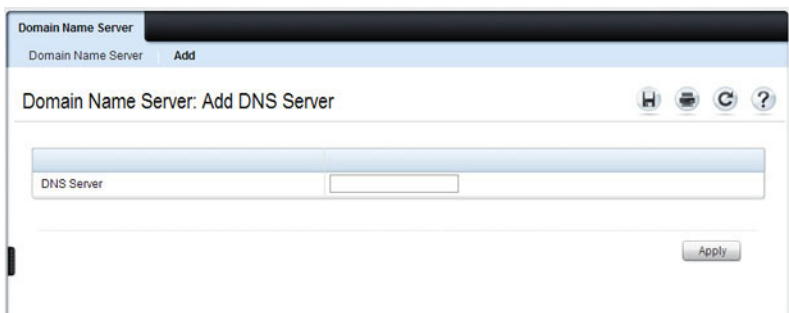 Domain Name Server
Domain Name Server Add
Domain Name Server: Add DNS Server
DNS Server
Apply